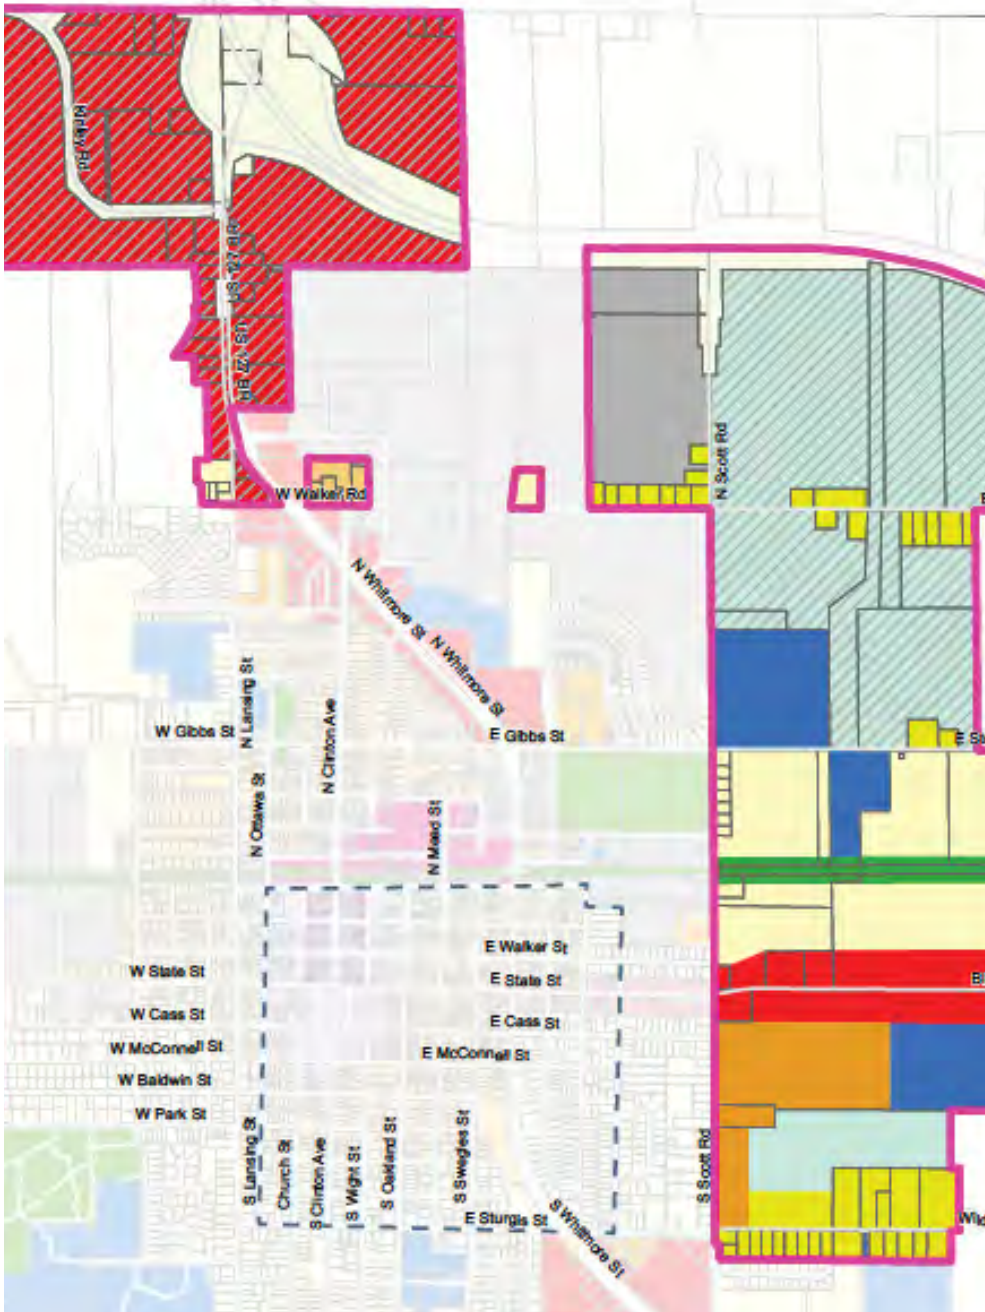 Kinley Rd
US-127 BR
US 127 BR
N Scott Rd
W Walker Rd
E
N Whitmore St
N Whitmore St
N Lansing St
W Gibbs St
N Clinton Ave
E Gibbs St
E St
N Ottawa St
N Mead St
E Walker St
W State St
E State St
W Cass St
E Cass St
W McConnell St
E McConnell St
W Baldwin St
W Park St
S Lansing St
Church St
S Clinton Ave
S Wight St
S Oakland St
S Swegles St
S Scott Rd
E Sturgis St
S Whitmore St
Wild